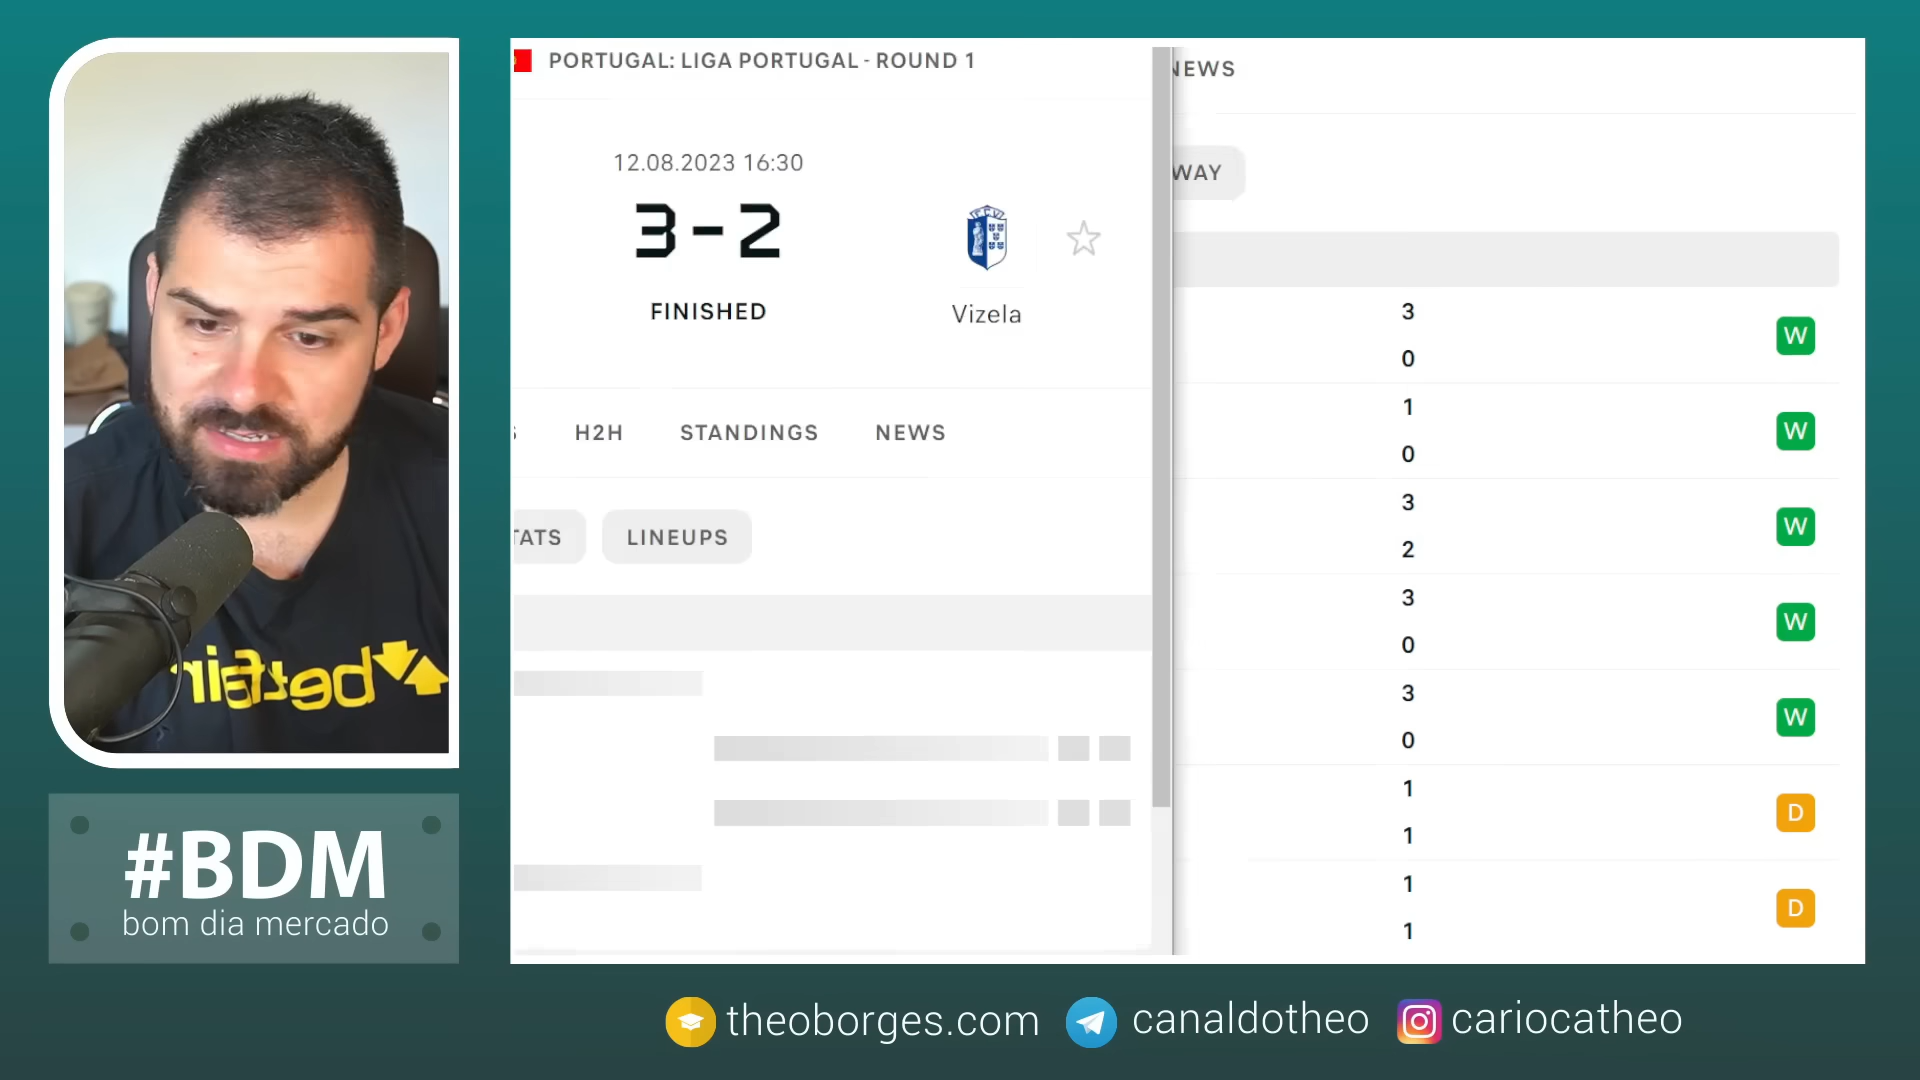 PORTUGAL: LIGA PORTUGAL - ROUND 1
12.08.2023 16:30
3-2
FINISHED
Vizela
H2H STANDINGS NEWS
TATS LINEUPS
NEWS
WAY
3
0
W
1
0
W
3
2
W
3
0
W
3
0
W
1
1
D
1
1
D
betfair
#BDM
bom dia mercado
theoborges.com canaldotheo cariocatheo